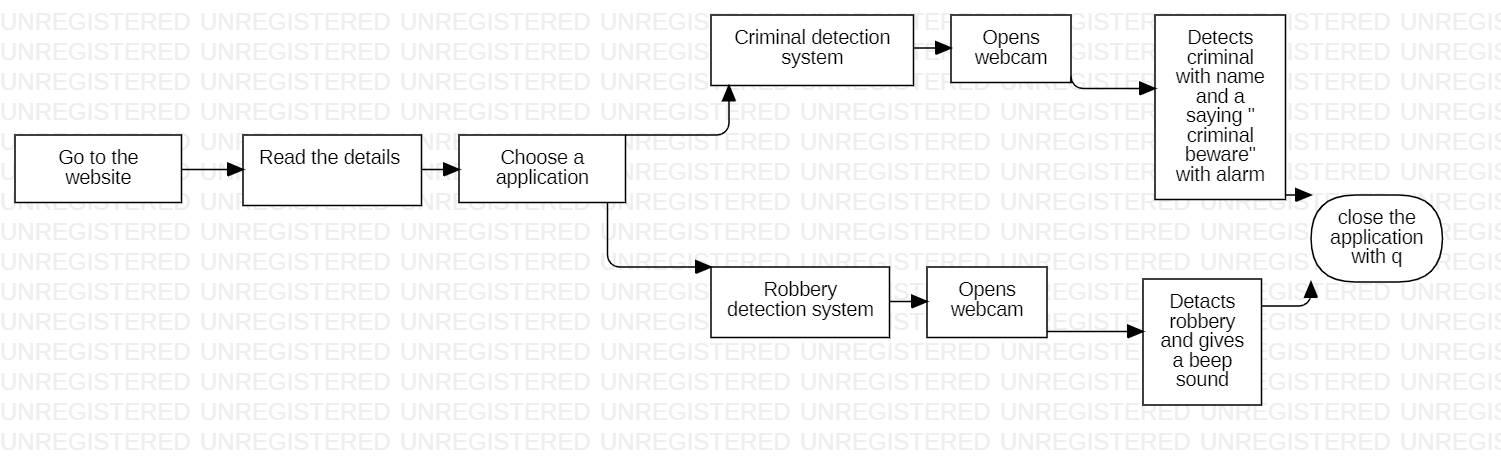 Criminal detection
system
Opens
webcam
Detects
criminal
with name
and a
saying "
criminal
beware"
with alarm
Go to the
website
Read the details
Choose a
application
close the
application
with q
Robbery
detection system
Opens
webcam
Detacts
robbery
and gives
a beep
sound
UNREGISTERED